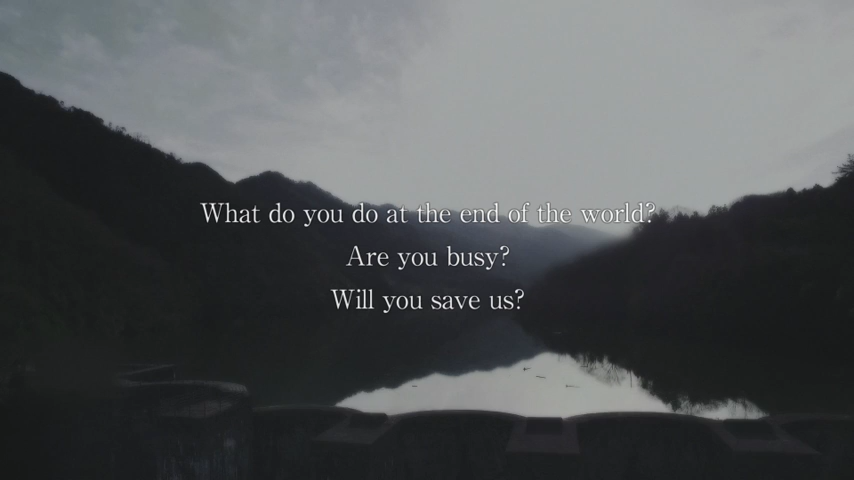 What do you do at the end of the world?
Are you busy?
Will you save us?